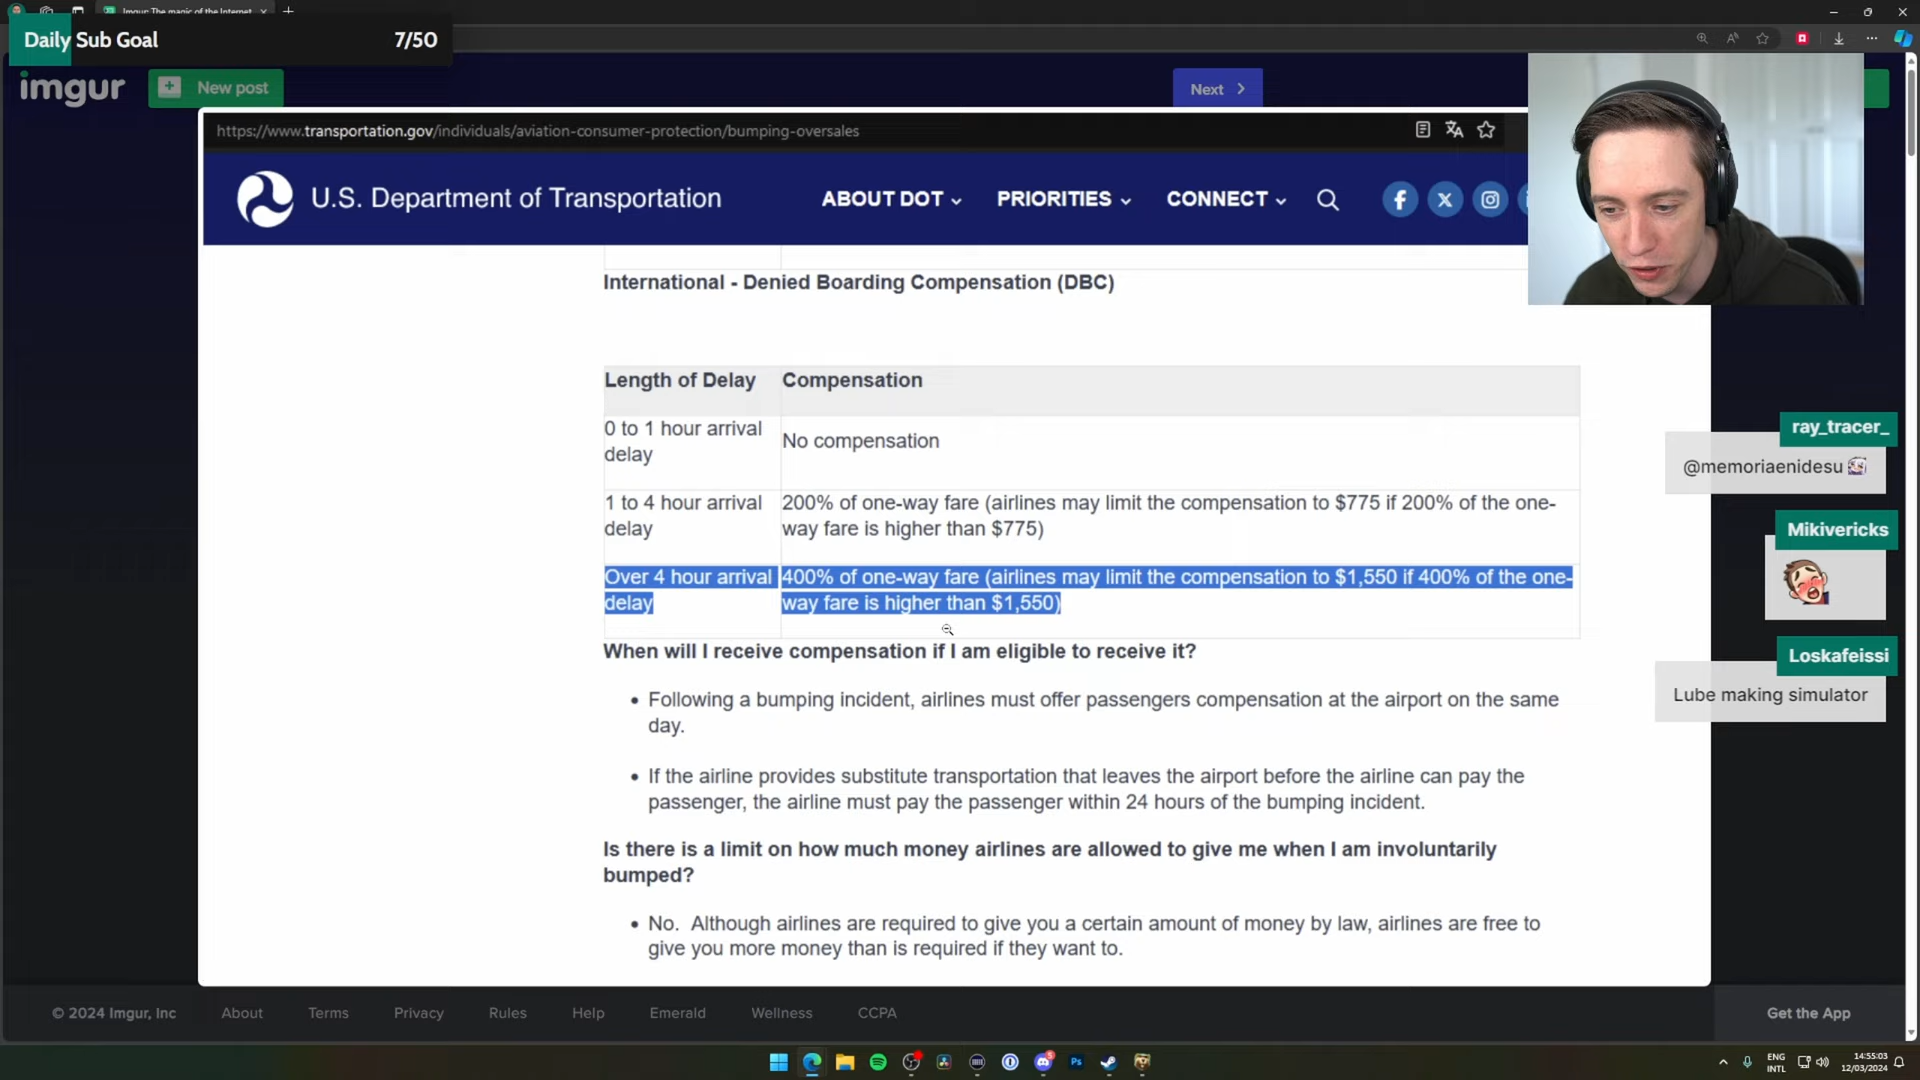 Imgur: The magic of the Internet
Daily Sub Goal 7/50
imgur
New post
Next
https://www.transportation.gov/individuals/aviation-consumer-protection/bumping-oversales
U.S. Department of Transportation
ABOUT DOT
PRIORITIES
CONNECT
International - Denied Boarding Compensation (DBC)
Length of Delay
Compensation
0 to 1 hour arrival
delay
No compensation
1 to 4 hour arrival
delay
200% of one-way fare (airlines may limit the compensation to $775 if 200% of the one-
way fare is higher than $775)
Over 4 hour arrival
delay
400% of one-way fare (airlines may limit the compensation to $1,550 if 400% of the one-
way fare is higher than $1,550)
When will I receive compensation if I am eligible to receive it?
Following a bumping incident, airlines must offer passengers compensation at the airport on the same
day.
If the airline provides substitute transportation that leaves the airport before the airline can pay the
passenger, the airline must pay the passenger within 24 hours of the bumping incident.
Is there is a limit on how much money airlines are allowed to give me when I am involuntarily
bumped?
No. Although airlines are required to give you a certain amount of money by law, airlines are free to
give you more money than is required if they want to.
ray_tracer_
@memoriaenidesu
Mikivericks
Loskafeissi
Lube making simulator
© 2024 Imgur, Inc
About
Terms
Privacy
Rules
Help
Emerald
Wellness
CCPA
Get the App
ENG
INTL
14:55:03
12/03/2024